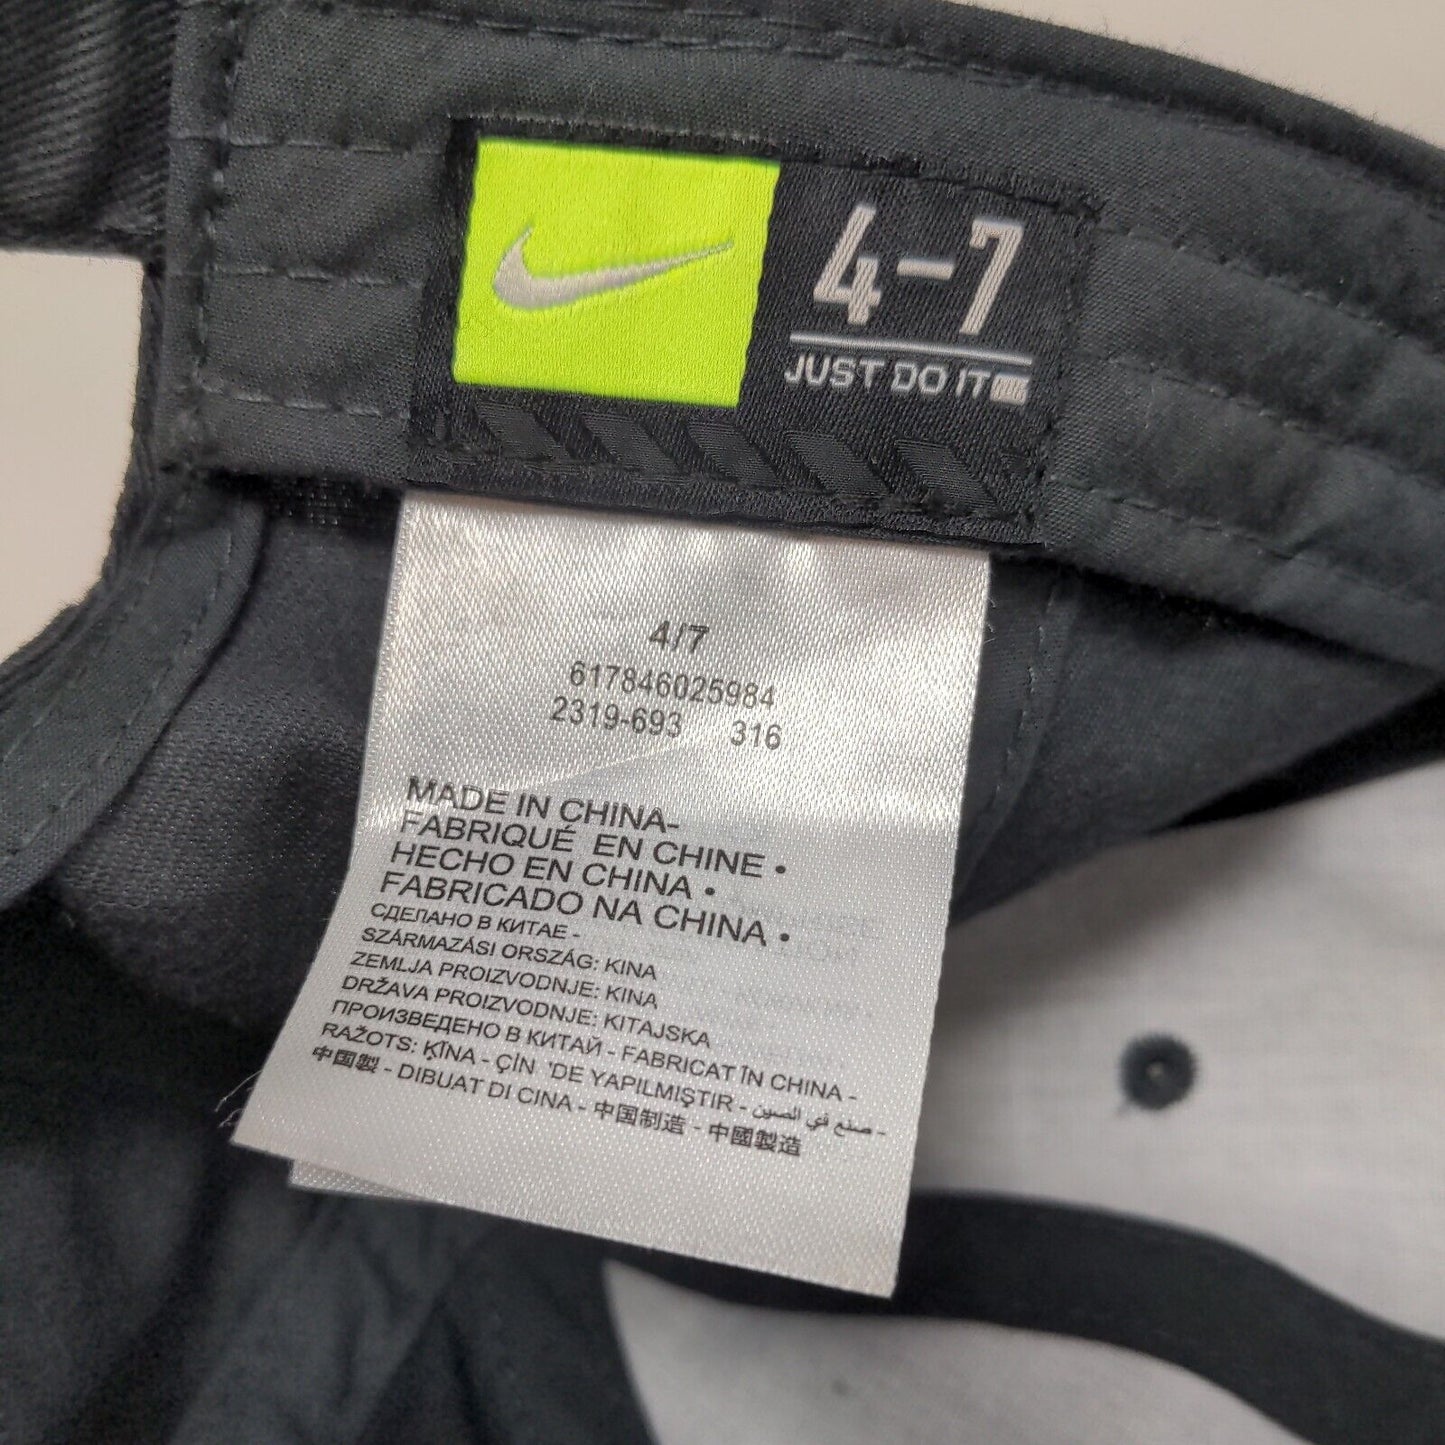 4-7
JUST DO IT
4/7
617846025984
2319-693 316
MADE IN CHINA-
FABRIQUÉ EN CHINE •
HECHO EN CHINA •
FABRICADO NA CHINA •
СДЕЛАНО В КИТАЕ -
SZÁRMAZÁSI ORSZÁG: KINA
ZEMLJA PROIZVODNJE: KINA
DRŽAVA PROIZVODNJE: KITAJSKA
ПРОИЗВЕДЕНО В КИТАЙ - FABRICAT ÎN CHINA -
RAŽOTS: ĶĪNA - ÇİN 'DE YAPILMIŞTIR - صنع في الصين -
中国製 - DIBUAT DI CINA - 中国制造 - 中國製造